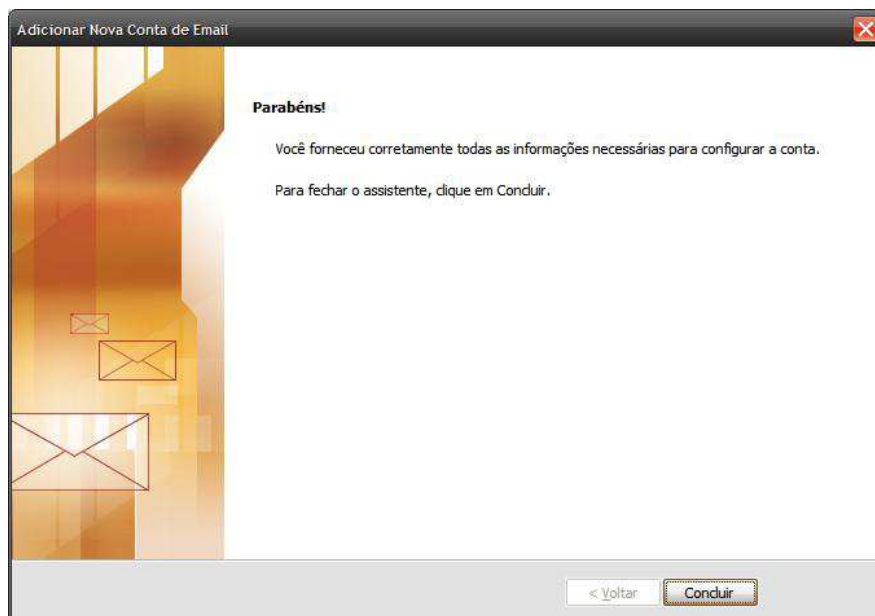 Adicionar Nova Conta de Email
Parabéns!
Você forneceu corretamente todas as informações necessárias para configurar a conta.
Para fechar o assistente, clique em Concluir.
< Voltar
Concluir